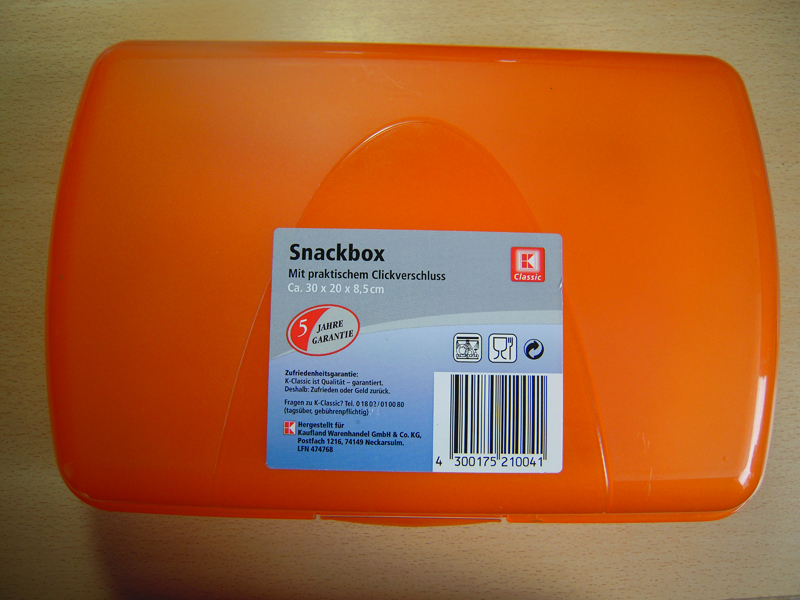 Snackbox
Mit praktischem Clickverschluss
Ca. 30 x 20 x 8,5 cm
K
Classic
5 JAHRE
GARANTIE
Zufriedenheitsgarantie:
K-Classic ist Qualität – garantiert.
Deshalb: Zufrieden oder Geld zurück.
Fragen zu K-Classic? Tel. 0 18 02 / 01 00 80
(tagsüber, gebührenpflichtig)
K Hergestellt für
Kaufland Warenhandel GmbH & Co. KG,
Postfach 1216, 74149 Neckarsulm.
LFN 474768
4 300175 210041